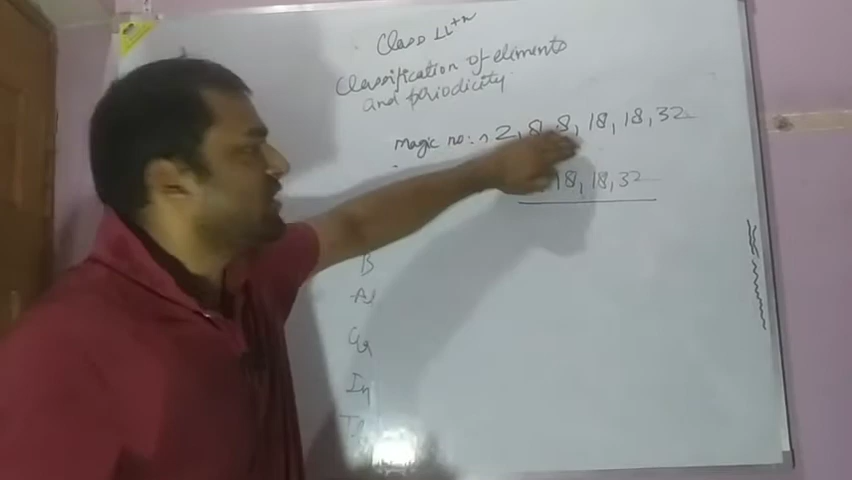 Class 11th
Classification of elements
and periodicity
Magic no: 2, 8, 8, 18, 18, 32
18, 18, 32
B
Al
Ga
In
Tl